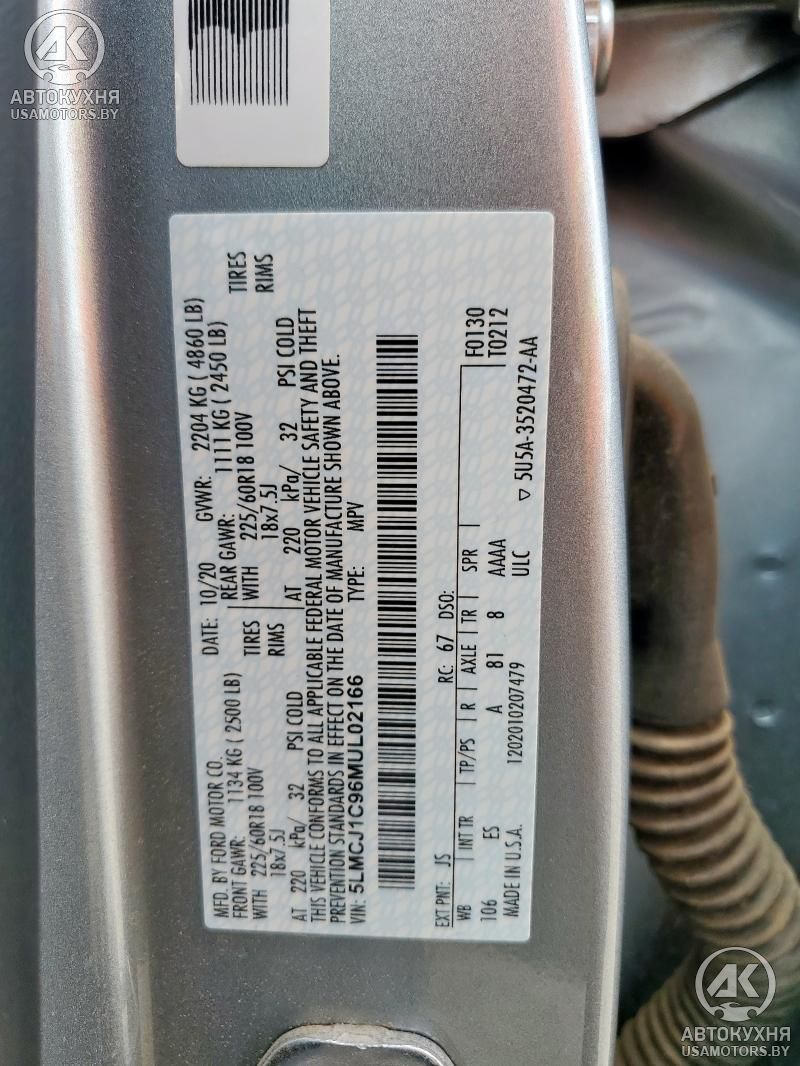 АК
АВТОКУХНЯ
USAMOTORS.BY
MFD. BY FORD MOTOR CO.
DATE: 10/20 GVWR: 2204 KG ( 4860 LB)
FRONT GAWR: 1134 KG ( 2500 LB)
REAR GAWR: 1111 KG ( 2450 LB)
WITH 225/60R18 100V TIRES
WITH 225/60R18 100V TIRES
18x7.5J RIMS
18x7.5J RIMS
AT 220 kPa/ 32 PSI COLD
AT 220 kPa/ 32 PSI COLD
THIS VEHICLE CONFORMS TO ALL APPLICABLE FEDERAL MOTOR VEHICLE SAFETY AND THEFT
PREVENTION STANDARDS IN EFFECT ON THE DATE OF MANUFACTURE SHOWN ABOVE.
VIN: 5LMCJ1C96MUL02166 TYPE: MPV
EXT PNT: JS RC: 67 DSO: F0130
WB INT TR TP/PS R AXLE TR SPR T0212
106 ES A 81 8 AAAA
MADE IN U.S.A. 1202010207479 ULC ▽ 5U5A-3520472-AA
АК
АВТОКУХНЯ
USAMOTORS.BY